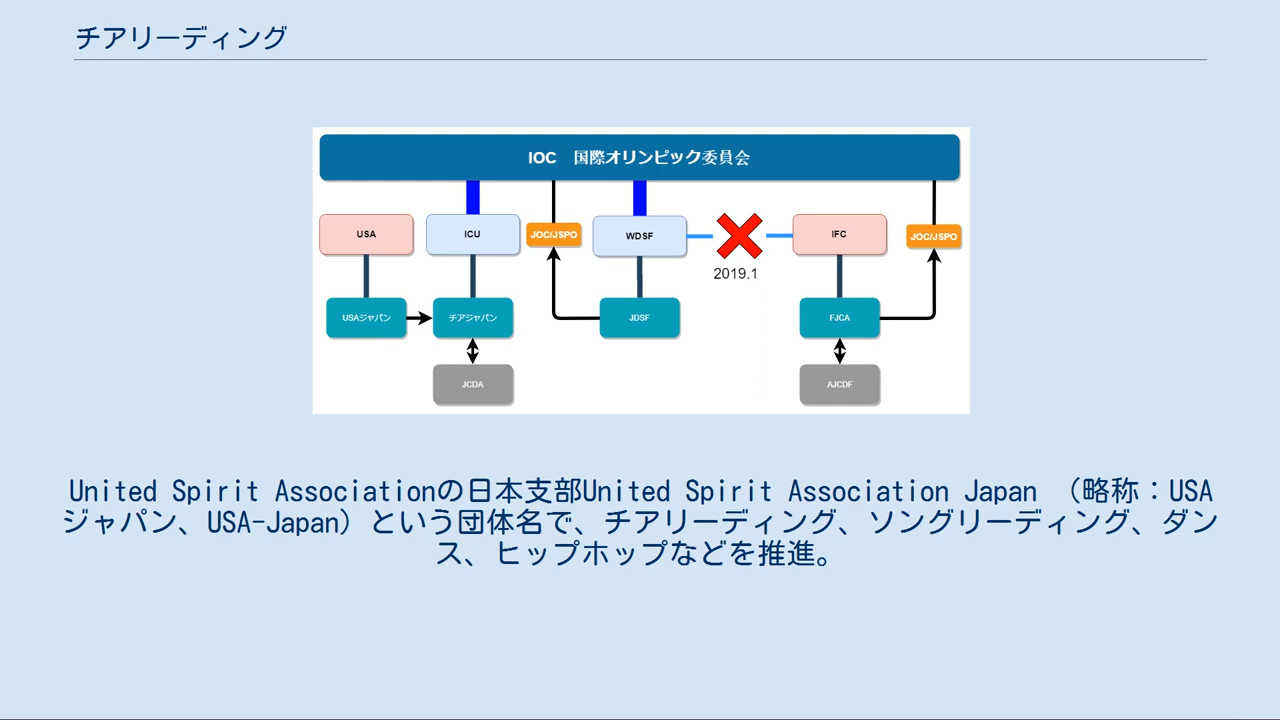 チアリーディング
IOC　国際オリンピック委員会
USA
ICU
JOC/JSPO
WDSF
IFC
JOC/JSPO
2019.1
USAジャパン
チアジャパン
JDSF
FJCA
JCDA
AJCDF
United Spirit Associationの日本支部United Spirit Association Japan （略称：USA
ジャパン、USA-Japan）という団体名で、チアリーディング、ソングリーディング、ダン
ス、ヒップホップなどを推進。